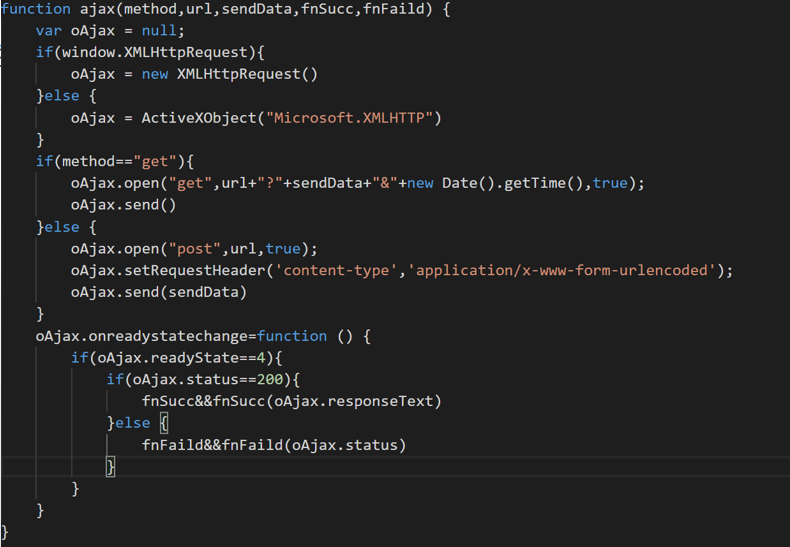 function ajax(method,url,sendData,fnSucc,fnFaild) {
    var oAjax = null;
    if(window.XMLHttpRequest){
        oAjax = new XMLHttpRequest()
    }else {
        oAjax = ActiveXObject("Microsoft.XMLHTTP")
    }
    if(method=="get"){
        oAjax.open("get",url+"?"+sendData+"&"+new Date().getTime(),true);
        oAjax.send()
    }else {
        oAjax.open("post",url,true);
        oAjax.setRequestHeader('content-type','application/x-www-form-urlencoded');
        oAjax.send(sendData)
    }
    oAjax.onreadystatechange=function () {
        if(oAjax.readyState==4){
            if(oAjax.status==200){
                fnSucc&&fnSucc(oAjax.responseText)
            }else {
                fnFaild&&fnFaild(oAjax.status)
            }
        }
    }
}